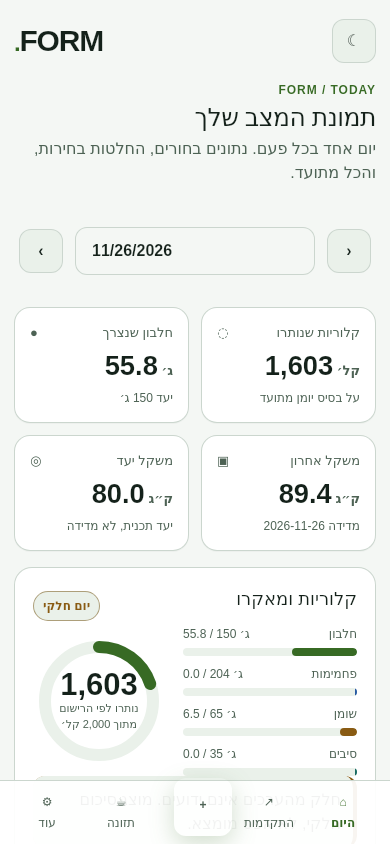 FORM.
FORM / TODAY
תמונת המצב שלך
יום אחד בכל פעם. נתונים בחורים, החלטות בחירות,
והכל מתועד.
11/26/2026
קלוריות שנותרו
1,603 קל׳
על בסיס יומן מתועד
חלבון שנצרך
55.8 ג׳
יעד 150 ג׳
משקל אחרון
89.4 ק״ג
מדידה 2026-11-26
משקל יעד
80.0 ק״ג
יעד תכנית, לא מדידה
קלוריות ומאקרו
יום חלקי
חלבון
55.8 / 150 ג׳
פחמימות
0.0 / 204 ג׳
שומן
6.5 / 65 ג׳
סיבים
0.0 / 35 ג׳
1,603
נותרו לפי הרישום
מתוך 2,000 קל׳
היום
התקדמות
+
תזונה
עוד